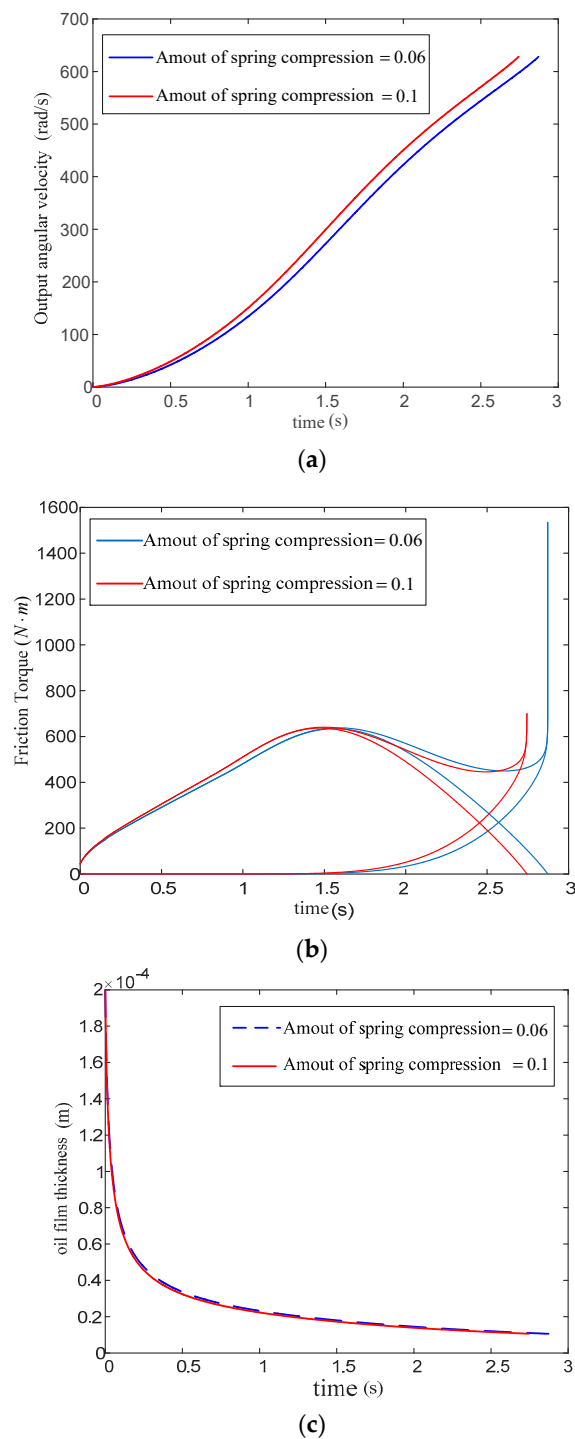 700
600
500
400
300
200
100
0
Output angular velocity (rad/s)
Amout of spring compression = 0.06
Amout of spring compression = 0.1
0 0.5 1 1.5 2 2.5 3
time (s)
(a)
1600
1400
1200
1000
800
600
400
200
0
Friction Torque (N · m)
Amout of spring compression = 0.06
Amout of spring compression = 0.1
0 0.5 1 1.5 2 2.5 3
time (s)
(b)
2 ×10⁻⁴
1.8
1.6
1.4
1.2
1
0.8
0.6
0.4
0.2
0
oil film thickness (m)
Amout of spring compression = 0.06
Amout of spring compression = 0.1
0 0.5 1 1.5 2 2.5 3
time (s)
(c)